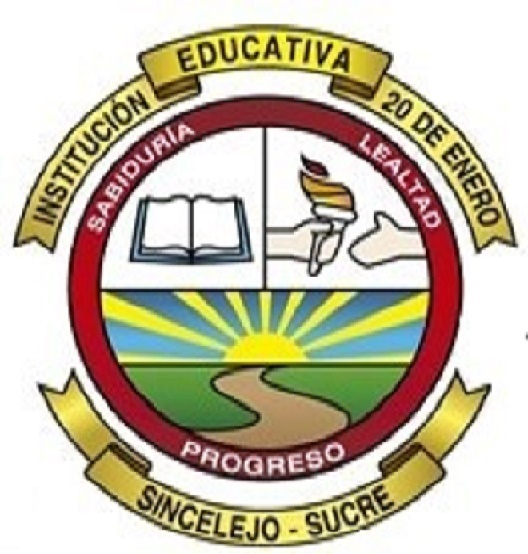 INSTITUCIÓN EDUCATIVA 20 DE ENERO
SABIDURÍA
LEALTAD
PROGRESO
SINCELEJO - SUCRE